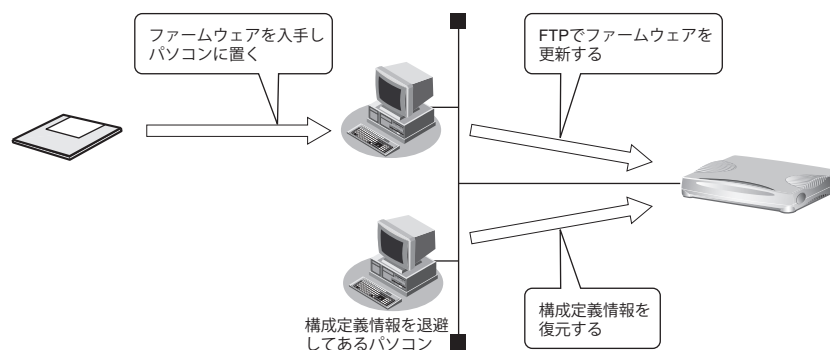 ファームウェアを入手し
パソコンに置く
FTPでファームウェアを
更新する
構成定義情報を退避
してあるパソコン
構成定義情報を
復元する